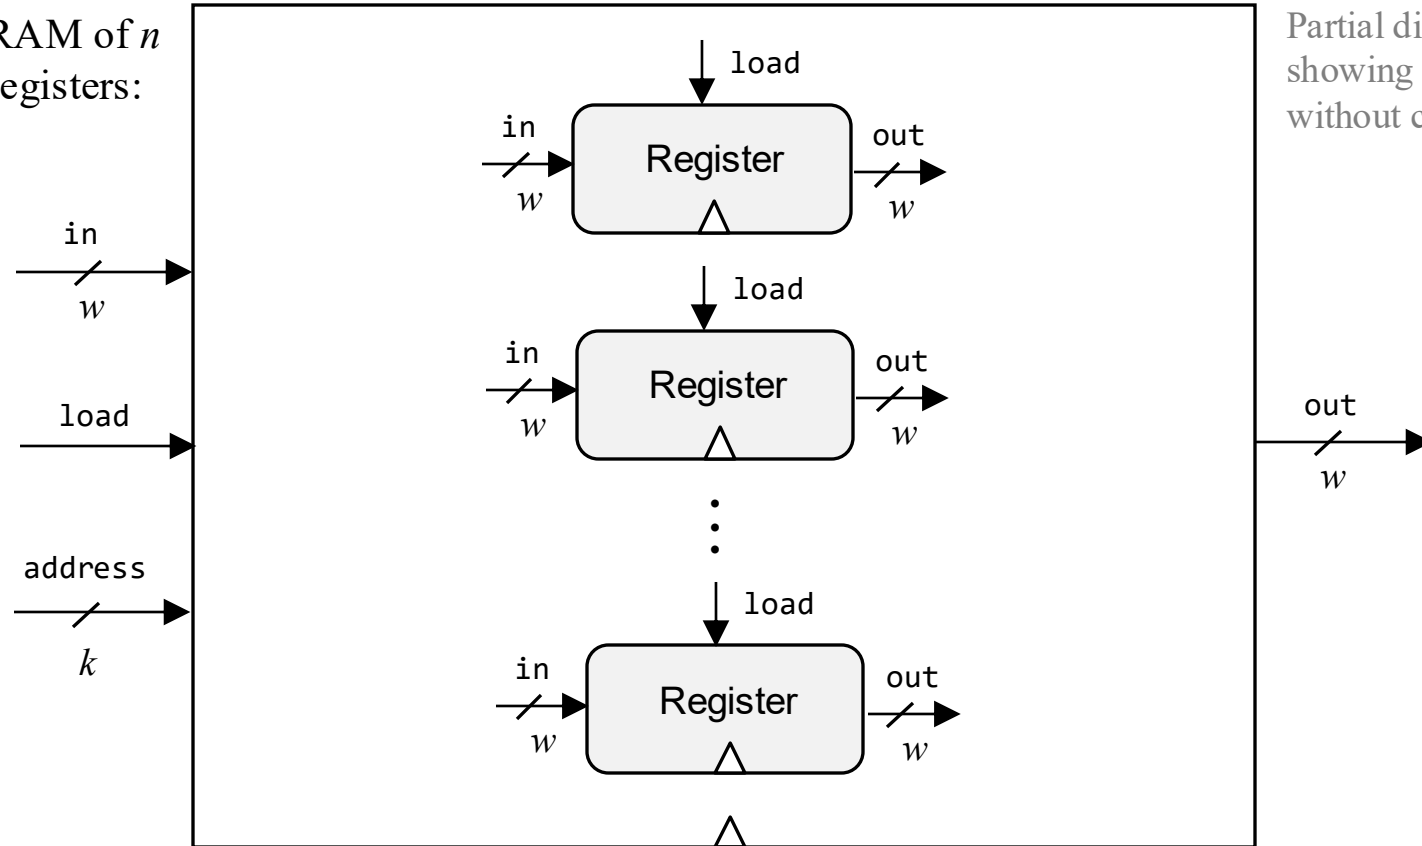 RAM of n
registers:
Partial di
showing
without c
load
in
Register
out
w
w
in
w
load
in
Register
out
w
w
load
out
w
address
k
load
in
Register
out
w
w